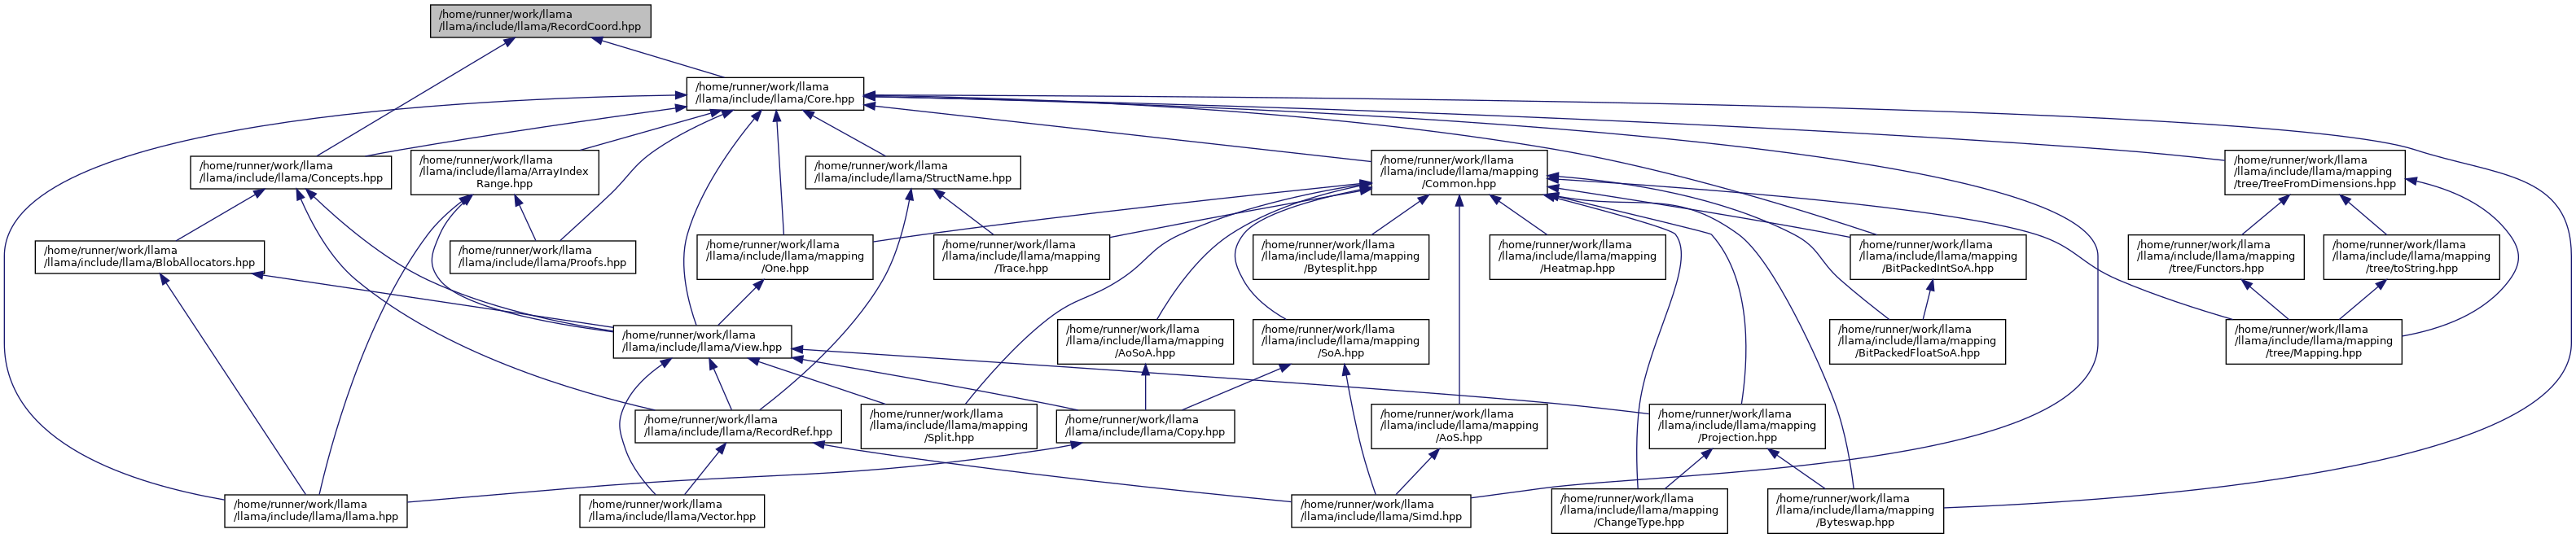 /home/runner/work/llama
/llama/include/llama/RecordCoord.hpp
/home/runner/work/llama
/llama/include/llama/Core.hpp
/home/runner/work/llama
/llama/include/llama/Concepts.hpp
/home/runner/work/llama
/llama/include/llama/ArrayIndex
Range.hpp
/home/runner/work/llama
/llama/include/llama/StructName.hpp
/home/runner/work/llama
/llama/include/llama/mapping
/Common.hpp
/home/runner/work/llama
/llama/include/llama/mapping
/tree/TreeFromDimensions.hpp
/home/runner/work/llama
/llama/include/llama/BlobAllocators.hpp
/home/runner/work/llama
/llama/include/llama/Proofs.hpp
/home/runner/work/llama
/llama/include/llama/mapping
/One.hpp
/home/runner/work/llama
/llama/include/llama/mapping
/Trace.hpp
/home/runner/work/llama
/llama/include/llama/mapping
/Bytesplit.hpp
/home/runner/work/llama
/llama/include/llama/mapping
/Heatmap.hpp
/home/runner/work/llama
/llama/include/llama/mapping
/BitPackedIntSoA.hpp
/home/runner/work/llama
/llama/include/llama/mapping
/tree/Functors.hpp
/home/runner/work/llama
/llama/include/llama/mapping
/tree/toString.hpp
/home/runner/work/llama
/llama/include/llama/View.hpp
/home/runner/work/llama
/llama/include/llama/mapping
/AoSoA.hpp
/home/runner/work/llama
/llama/include/llama/mapping
/SoA.hpp
/home/runner/work/llama
/llama/include/llama/mapping
/BitPackedFloatSoA.hpp
/home/runner/work/llama
/llama/include/llama/mapping
/tree/Mapping.hpp
/home/runner/work/llama
/llama/include/llama/RecordRef.hpp
/home/runner/work/llama
/llama/include/llama/mapping
/Split.hpp
/home/runner/work/llama
/llama/include/llama/Copy.hpp
/home/runner/work/llama
/llama/include/llama/mapping
/AoS.hpp
/home/runner/work/llama
/llama/include/llama/mapping
/Projection.hpp
/home/runner/work/llama
/llama/include/llama/llama.hpp
/home/runner/work/llama
/llama/include/llama/Vector.hpp
/home/runner/work/llama
/llama/include/llama/Simd.hpp
/home/runner/work/llama
/llama/include/llama/mapping
/ChangeType.hpp
/home/runner/work/llama
/llama/include/llama/mapping
/Byteswap.hpp